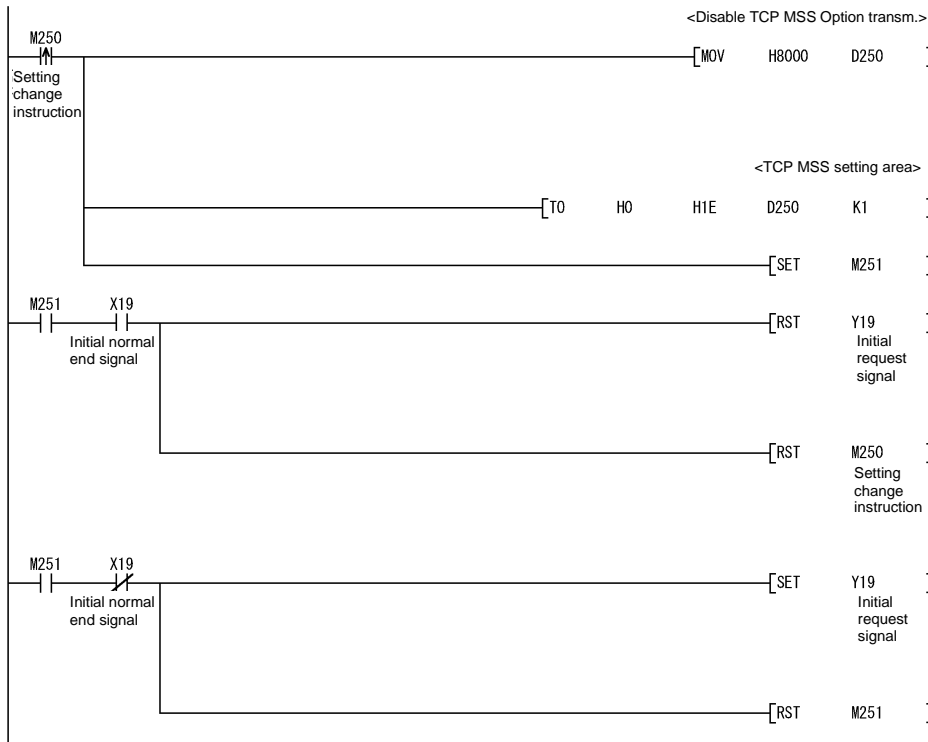 <Disable TCP MSS Option transm.>
M250
[MOV H8000 D250 ]
Setting
change
instruction
<TCP MSS setting area>
[TO H0 H1E D250 K1 ]
[SET M251 ]
M251 X19
[RST Y19 ]
Initial normal
end signal
Initial
request
signal
[RST M250 ]
Setting
change
instruction
M251 X19
[SET Y19 ]
Initial normal
end signal
Initial
request
signal
[RST M251 ]